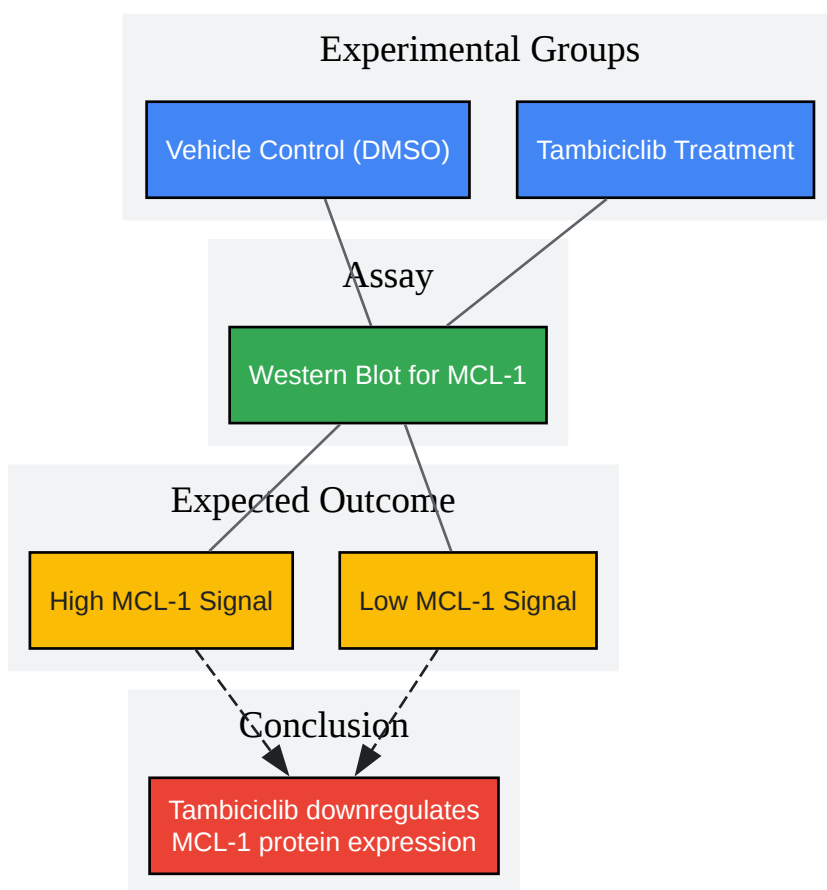 Experimental Groups
Vehicle Control (DMSO)
Tambiciclib Treatment
Assay
Western Blot for MCL-1
Expected Outcome
High MCL-1 Signal
Low MCL-1 Signal
Conclusion
Tambiciclib downregulates
MCL-1 protein expression